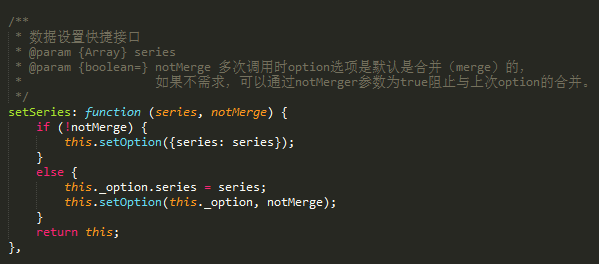 /**
 * 数据设置快捷接口
 * @param {Array} series
 * @param {boolean=} notMerge 多次调用时option选项是默认是合并（merge）的，
 *                   如果不需求，可以通过notMerger参数为true阻止与上次option的合并。
 */
setSeries: function (series, notMerge) {
    if (!notMerge) {
        this.setOption({series: series});
    }
    else {
        this._option.series = series;
        this.setOption(this._option, notMerge);
    }
    return this;
},